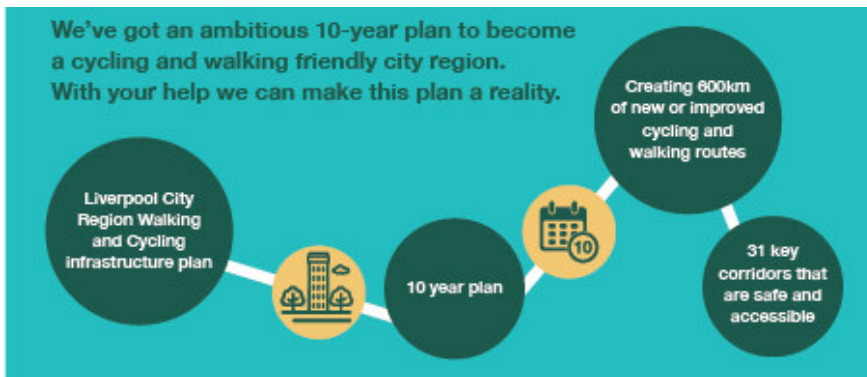 We've got an ambitious 10-year plan to become
a cycling and walking friendly city region.
With your help we can make this plan a reality.
Liverpool City
Region Walking
and Cycling
infrastructure plan
10 year plan
10
Creating 600km
of new or improved
cycling and
walking routes
31 key
corridors that
are safe and
accessible